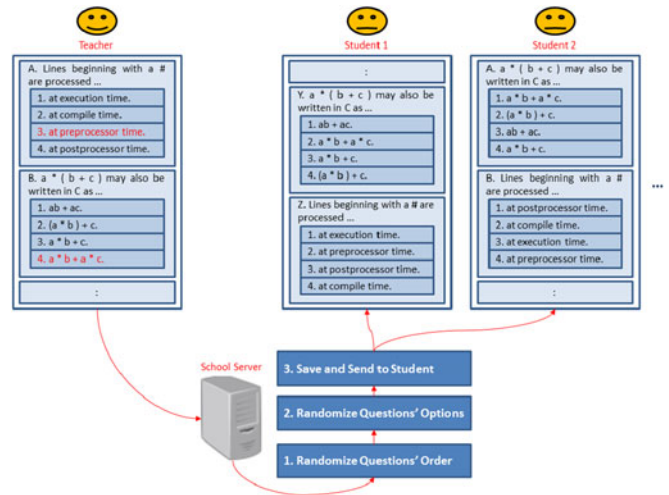 Teacher
A. Lines beginning with a #
are processed ...
1. at execution time.
2. at compile time.
3. at preprocessor time.
4. at postprocessor time.
B. a * ( b + c ) may also be
written in C as ...
1. ab + ac.
2. (a * b ) + c.
3. a * b + c.
4. a * b + a * c.
:
Student 1
:
Y. a * ( b + c ) may also be
written in C as ...
1. ab + ac.
2. a * b + a * c.
3. a * b + c.
4. (a * b ) + c.
Z. Lines beginning with a # are
processed ...
1. at execution time.
2. at preprocessor time.
3. at postprocessor time.
4. at compile time.
Student 2
A. a * ( b + c ) may also be
written in C as ...
1. a * b + a * c.
2. (a * b ) + c.
3. ab + ac.
4. a * b + c.
B. Lines beginning with a #
are processed ...
1. at postprocessor time.
2. at compile time.
3. at execution time.
4. at preprocessor time.
:
...
School Server
3. Save and Send to Student
2. Randomize Questions' Options
1. Randomize Questions' Order